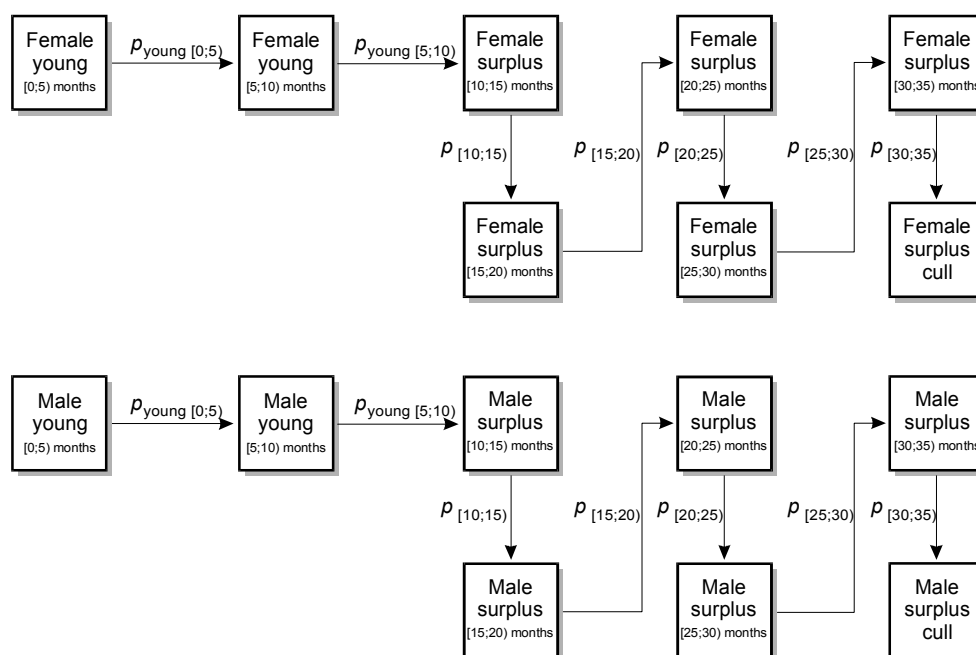 Female
young
[0;5) months
p young [0;5)
Female
young
[5;10) months
p young [5;10)
Female
surplus
[10;15) months
Female
surplus
[20;25) months
Female
surplus
[30;35) months
p [10;15)
p [15;20)
p [20;25)
p [25;30)
p [30;35)
Female
surplus
[15;20) months
Female
surplus
[25;30) months
Female
surplus
cull
Male
young
[0;5) months
p young [0;5)
Male
young
[5;10) months
p young [5;10)
Male
surplus
[10;15) months
Male
surplus
[20;25) months
Male
surplus
[30;35) months
p [10;15)
p [15;20)
p [20;25)
p [25;30)
p [30;35)
Male
surplus
[15;20) months
Male
surplus
[25;30) months
Male
surplus
cull